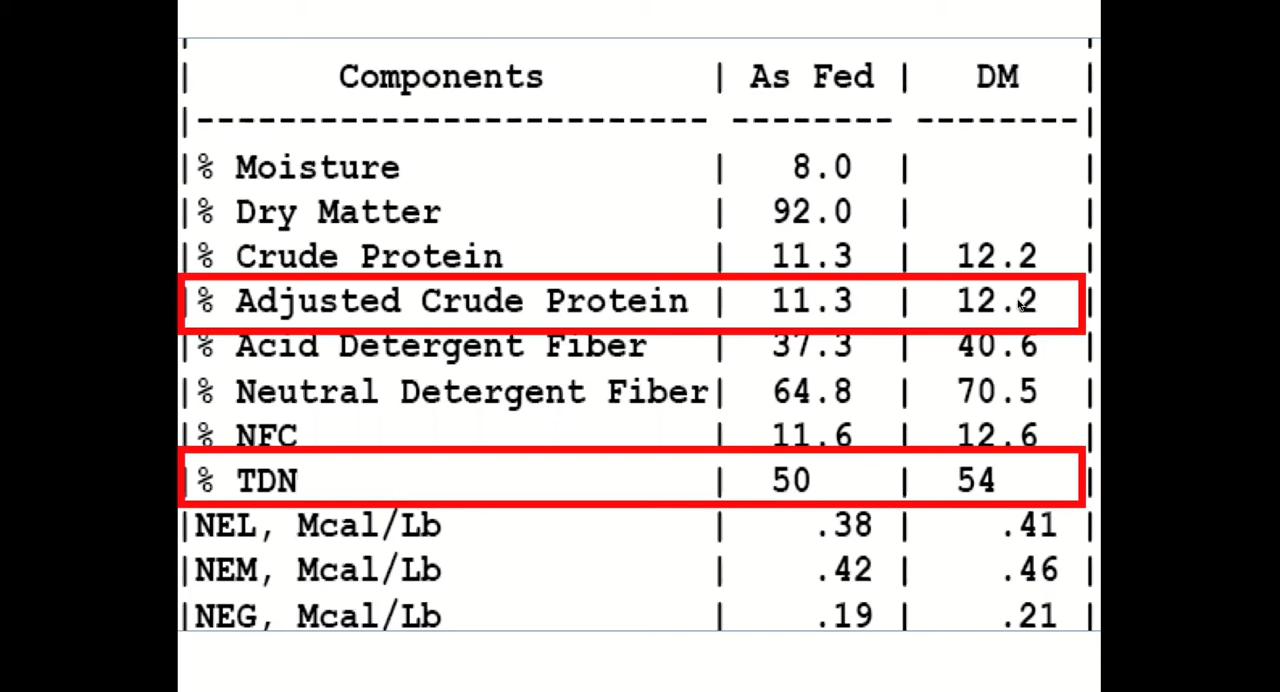 | Components | As Fed | DM |
|------------------------- -------- --------|
|% Moisture | 8.0 | |
|% Dry Matter | 92.0 | |
|% Crude Protein | 11.3 | 12.2 |
|% Adjusted Crude Protein | 11.3 | 12.2 |
|% Acid Detergent Fiber | 37.3 | 40.6 |
|% Neutral Detergent Fiber| 64.8 | 70.5 |
|% NFC | 11.6 | 12.6 |
|% TDN | 50 | 54 |
|NEL, Mcal/Lb | .38 | .41 |
|NEM, Mcal/Lb | .42 | .46 |
|NEG, Mcal/Lb | .19 | .21 |